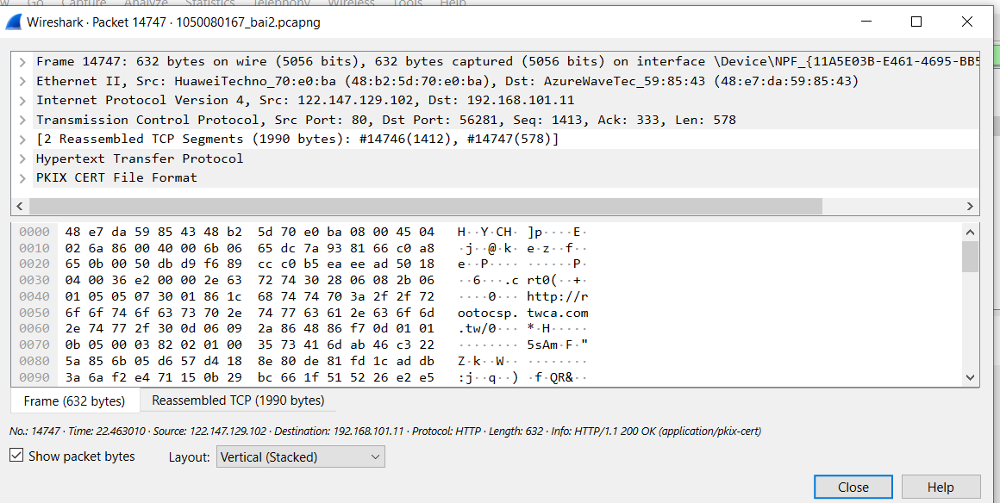 Go Capture Analyze Statistics Telephony Wireless Tools Help
Wireshark · Packet 14747 · 1050080167_bai2.pcapng
Frame 14747: 632 bytes on wire (5056 bits), 632 bytes captured (5056 bits) on interface \Device\NPF_{11A5E03B-E461-4695-BB5
Ethernet II, Src: HuaweiTechno_70:e0:ba (48:b2:5d:70:e0:ba), Dst: AzureWaveTec_59:85:43 (48:e7:da:59:85:43)
Internet Protocol Version 4, Src: 122.147.129.102, Dst: 192.168.101.11
Transmission Control Protocol, Src Port: 80, Dst Port: 56281, Seq: 1413, Ack: 333, Len: 578
[2 Reassembled TCP Segments (1990 bytes): #14746(1412), #14747(578)]
Hypertext Transfer Protocol
PKIX CERT File Format
0000 48 e7 da 59 85 43 48 b2 5d 70 e0 ba 08 00 45 04 H··Y·CH· ]p····E·
0010 02 6a 86 00 40 00 6b 06 65 dc 7a 93 81 66 c0 a8 ·j··@·k· e·z··f··
0020 65 0b 00 50 db d9 f6 89 cc c0 b5 ea ee ad 50 18 e··P···· ······P·
0030 04 00 36 e2 00 00 2e 63 72 74 30 28 06 08 2b 06 ··6···.c rt0(··+·
0040 01 05 05 07 30 01 86 1c 68 74 74 70 3a 2f 2f 72 ····0··· http://r
0050 6f 6f 74 6f 63 73 70 2e 74 77 63 61 2e 63 6f 6d ootocsp. twca.com
0060 2e 74 77 2f 30 0d 06 09 2a 86 48 86 f7 0d 01 01 .tw/0··· *·H·····
0070 0b 05 00 03 82 02 01 00 35 73 41 6d ab 46 c3 22 ········ 5sAm·F·"
0080 5a 85 6b 05 d6 57 d4 18 8e 80 de 81 fd 1c ad db Z·k··W·· ········
0090 3a 6a f2 e4 71 15 0b 29 bc 66 1f 51 52 26 e2 e5 :j··q··) ·f·QR&··
Frame (632 bytes) Reassembled TCP (1990 bytes)
No.: 14747 · Time: 22.463010 · Source: 122.147.129.102 · Destination: 192.168.101.11 · Protocol: HTTP · Length: 632 · Info: HTTP/1.1 200 OK (application/pkix-cert)
Show packet bytes Layout: Vertical (Stacked)
Close Help